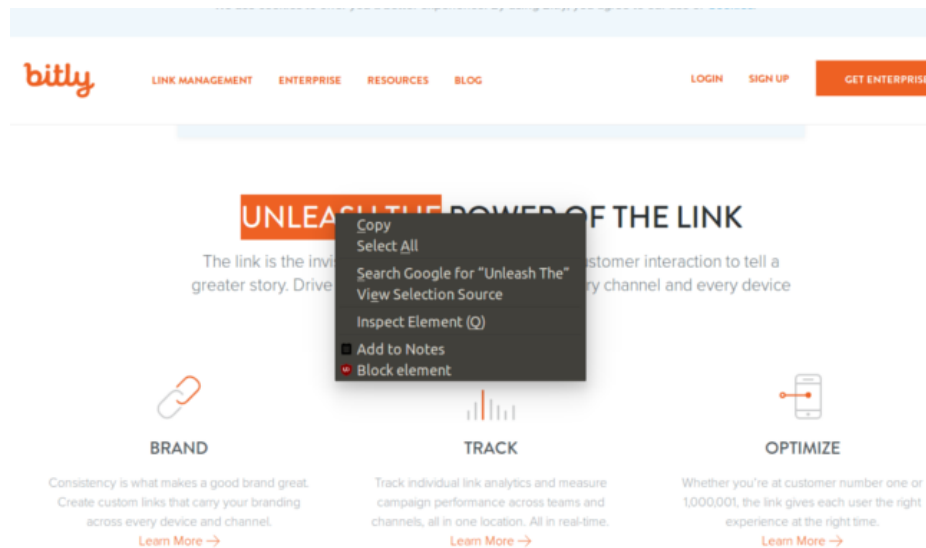 bitly
LINK MANAGEMENT ENTERPRISE RESOURCES BLOG LOGIN SIGN UP GET ENTERPRISE
UNLEASH THE POWER OF THE LINK
The link is the invi stomer interaction to tell a
greater story. Drive ry channel and every device
Copy
Select All
Search Google for “Unleash The”
View Selection Source
Inspect Element (Q)
Add to Notes
Block element
BRAND
Consistency is what makes a good brand great.
Create custom links that carry your branding
across every device and channel.
Learn More →
TRACK
Track individual link analytics and measure
campaign performance across teams and
channels, all in one location. All in real-time.
Learn More →
OPTIMIZE
Whether you're at customer number one or
1,000,001, the link gives each user the right
experience at the right time.
Learn More →